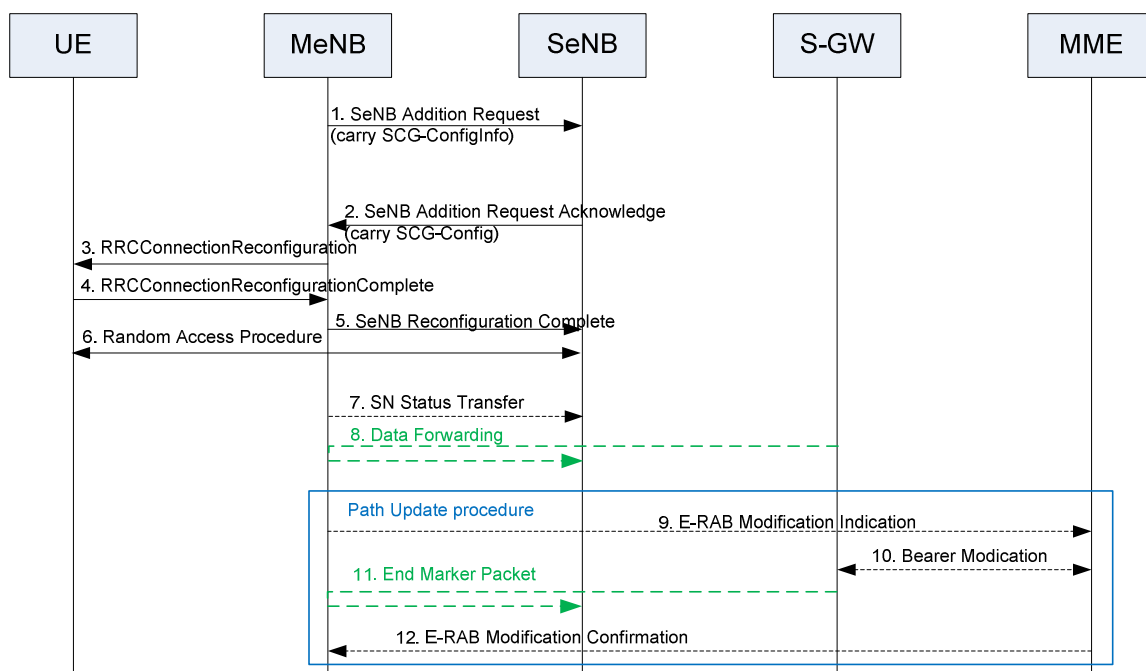 UE
MeNB
SeNB
S-GW
MME
1. SeNB Addition Request
(carry SCG-ConfigInfo)
2. SeNB Addition Request Acknowledge
(carry SCG-Config)
3. RRCConnectionReconfiguration
4. RRCConnectionReconfigurationComplete
5. SeNB Reconfiguration Complete
6. Random Access Procedure
7. SN Status Transfer
8. Data Forwarding
Path Update procedure
9. E-RAB Modification Indication
10. Bearer Modication
11. End Marker Packet
12. E-RAB Modification Confirmation